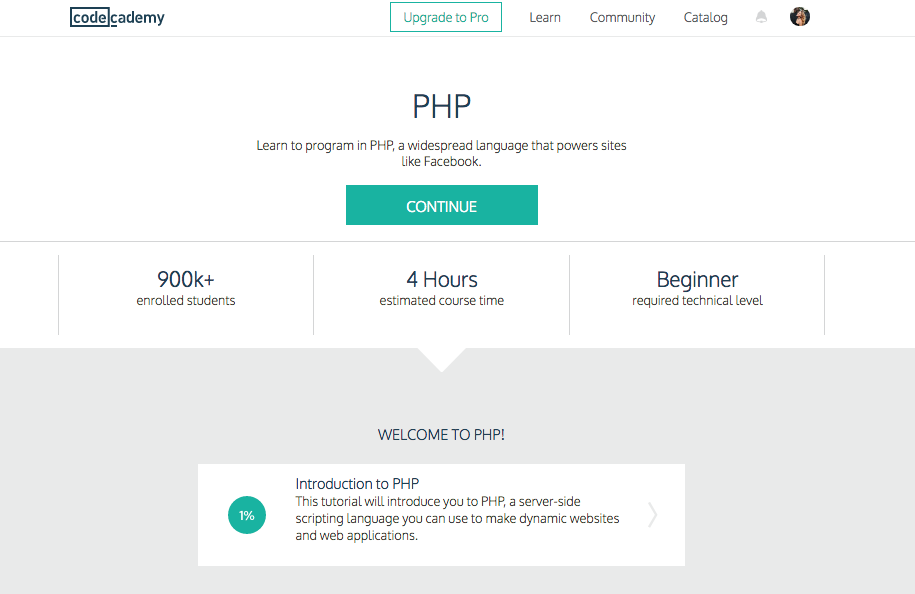 codecademy
Upgrade to Pro
Learn
Community
Catalog
PHP
Learn to program in PHP, a widespread language that powers sites
like Facebook.
CONTINUE
900k+
enrolled students
4 Hours
estimated course time
Beginner
required technical level
WELCOME TO PHP!
1%
Introduction to PHP
This tutorial will introduce you to PHP, a server-side
scripting language you can use to make dynamic websites
and web applications.